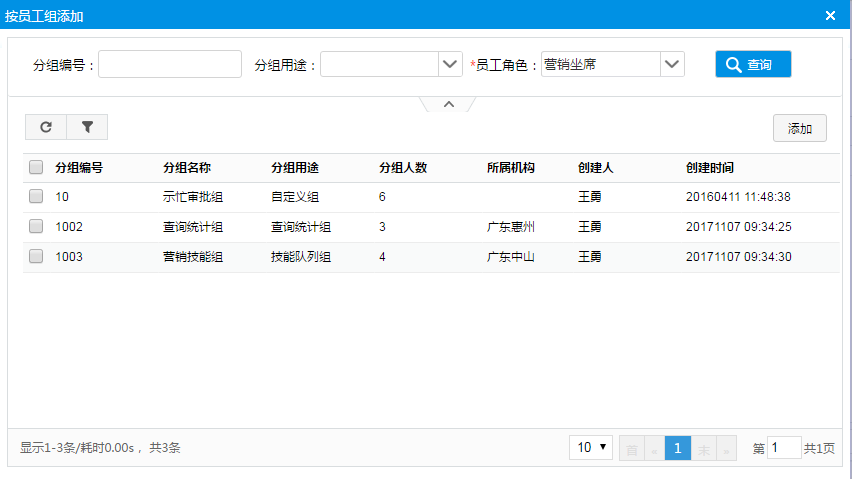 按员工组添加
分组编号： 分组用途： *员工角色： 营销坐席 查询
添加
分组编号 分组名称 分组用途 分组人数 所属机构 创建人 创建时间
10 示忙审批组 自定义组 6 王勇 20160411 11:48:38
1002 查询统计组 查询统计组 3 广东惠州 王勇 20171107 09:34:25
1003 营销技能组 技能队列组 4 广东中山 王勇 20171107 09:34:30
显示1-3条/耗时0.00s， 共3条 10 首 « 1 末 » 第 1 共1页